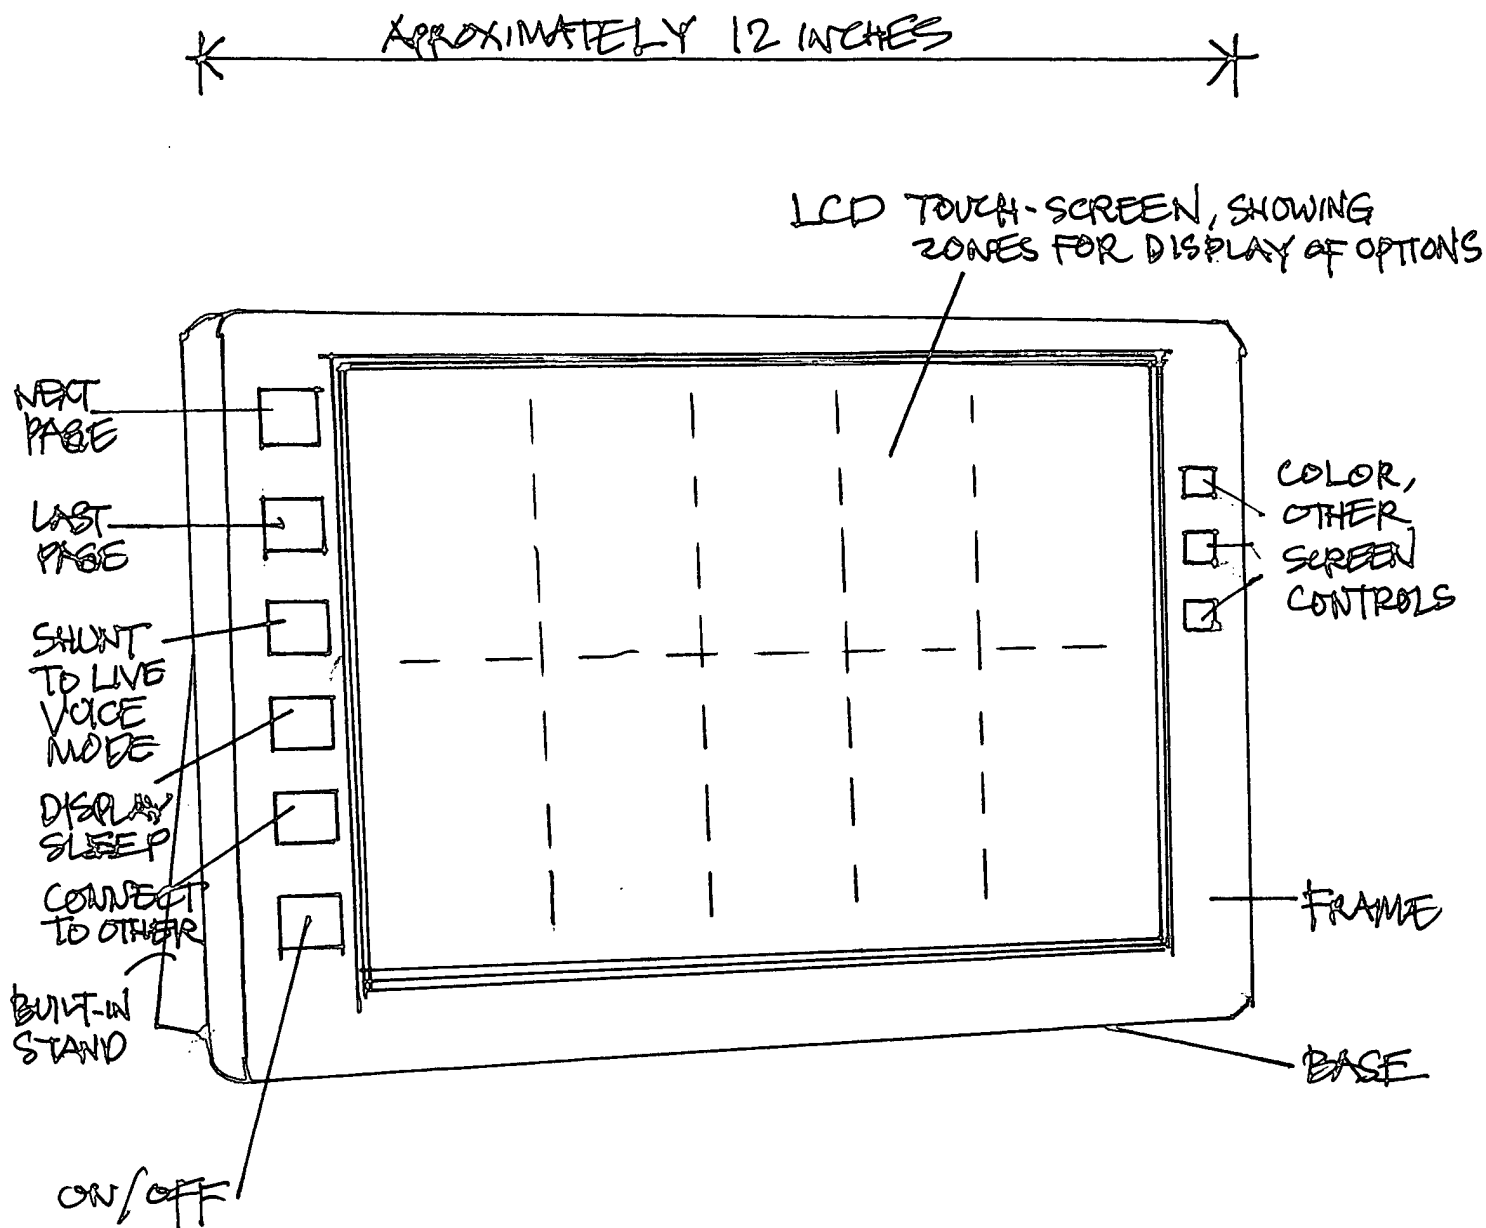 APROXIMATELY 12 INCHES
LCD TOUCH-SCREEN, SHOWING
ZONES FOR DISPLAY OF OPTIONS
NEXT
PAGE
LAST
PAGE
SHUNT
TO LIVE
VOICE
MODE
DISPLAY
SLEEP
CONNECT
TO OTHER
BUILT-IN
STAND
ON/OFF
COLOR,
OTHER
SCREEN
CONTROLS
FRAME
BASE